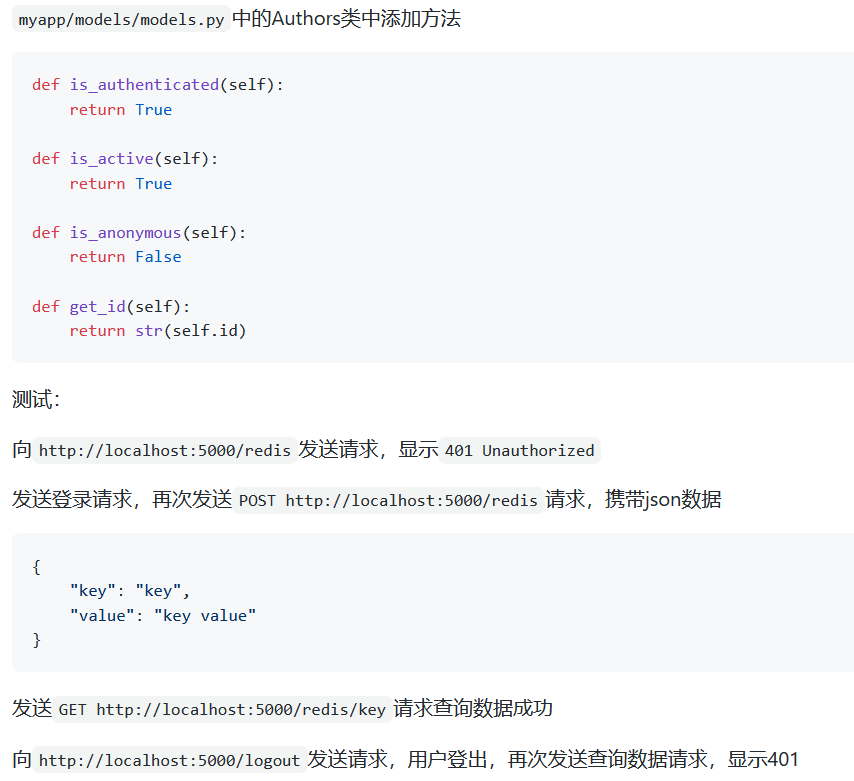 myapp/models/models.py 中的Authors类中添加方法
def is_authenticated(self):
    return True
def is_active(self):
    return True
def is_anonymous(self):
    return False
def get_id(self):
    return str(self.id)
测试：
向 http://localhost:5000/redis 发送请求，显示 401 Unauthorized
发送登录请求，再次发送 POST http://localhost:5000/redis 请求，携带json数据
{
    "key": "key",
    "value": "key value"
}
发送 GET http://localhost:5000/redis/key 请求查询数据成功
向 http://localhost:5000/logout 发送请求，用户登出，再次发送查询数据请求，显示401